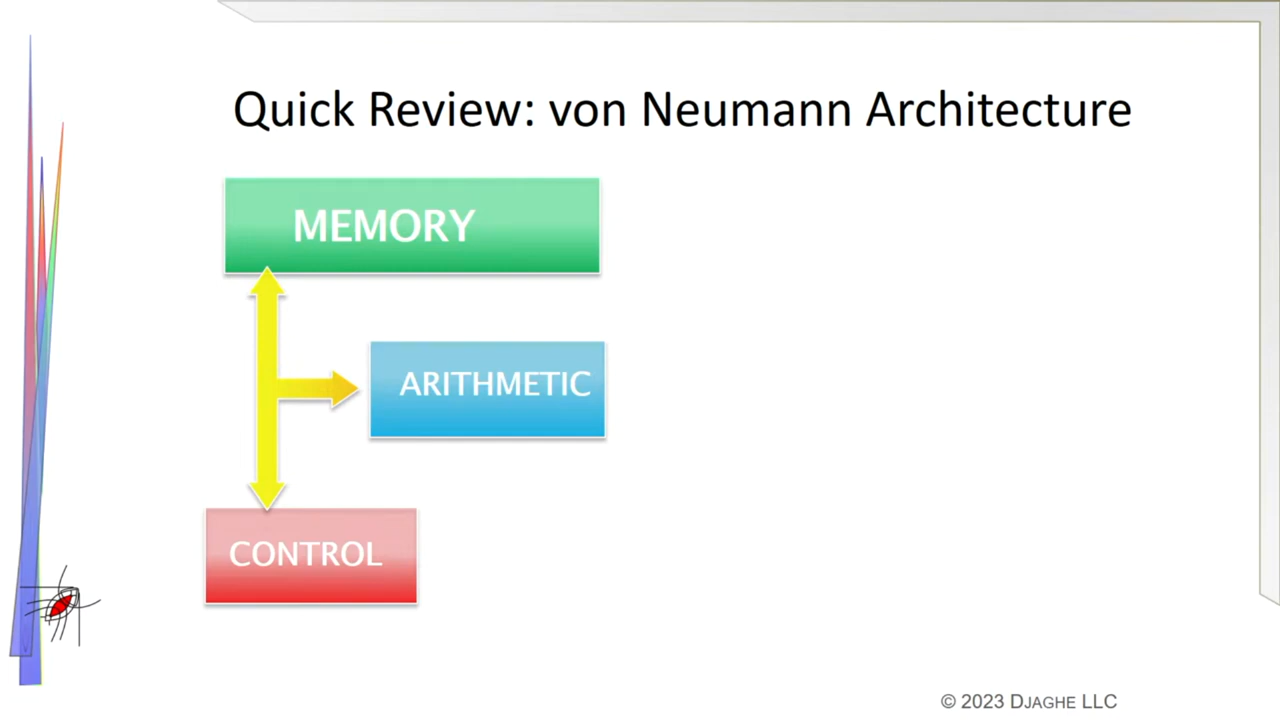 Quick Review: von Neumann Architecture
MEMORY
ARITHMETIC
CONTROL
© 2023 DJAGHE LLC